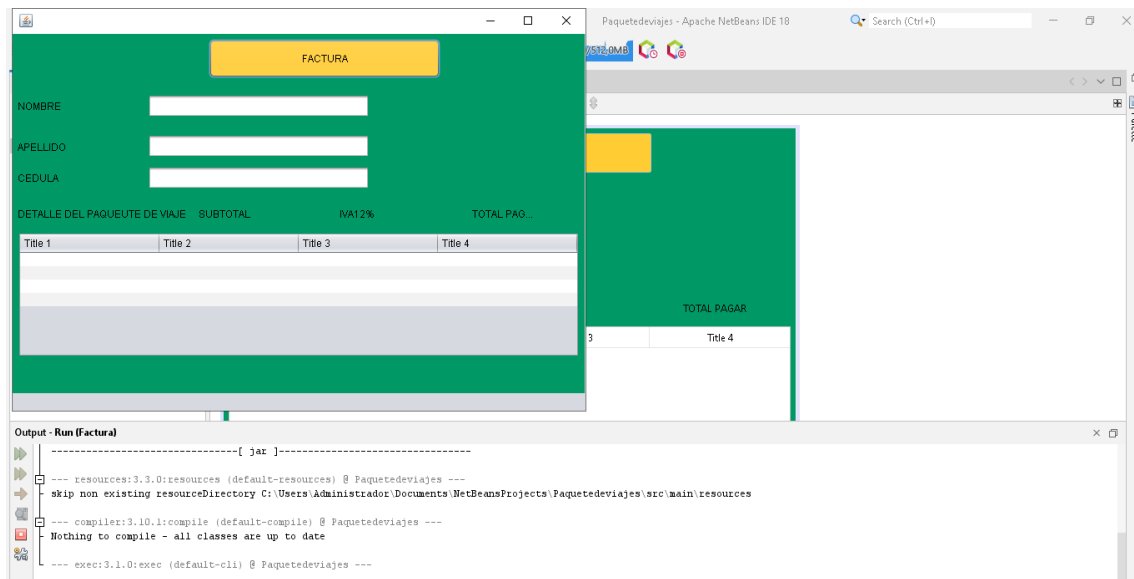 Paquetedeviajes - Apache NetBeans IDE 18
Search (Ctrl+I)
FACTURA
NOMBRE
APELLIDO
CEDULA
DETALLE DEL PAQUEUTE DE VIAJE SUBTOTAL IVA12% TOTAL PAG...
Title 1 Title 2 Title 3 Title 4
TOTAL PAGAR
3 Title 4
Output - Run (Factura)
--------------------------------[ jar ]---------------------------------
--- resources:3.3.0:resources (default-resources) @ Paquetedeviajes ---
skip non existing resourceDirectory C:\Users\Administrador\Documents\NetBeansProjects\Paquetedeviajes\src\main\resources
--- compiler:3.10.1:compile (default-compile) @ Paquetedeviajes ---
Nothing to compile - all classes are up to date
--- exec:3.1.0:exec (default-cli) @ Paquetedeviajes ---